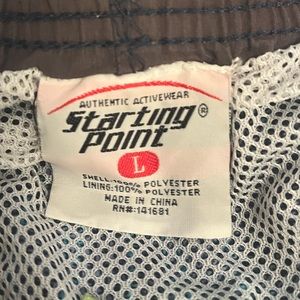 AUTHENTIC ACTIVEWEAR
Starting®
Point
L
SHELL:100% POLYESTER
LINING:100% POLYESTER
MADE IN CHINA
RN#:141681